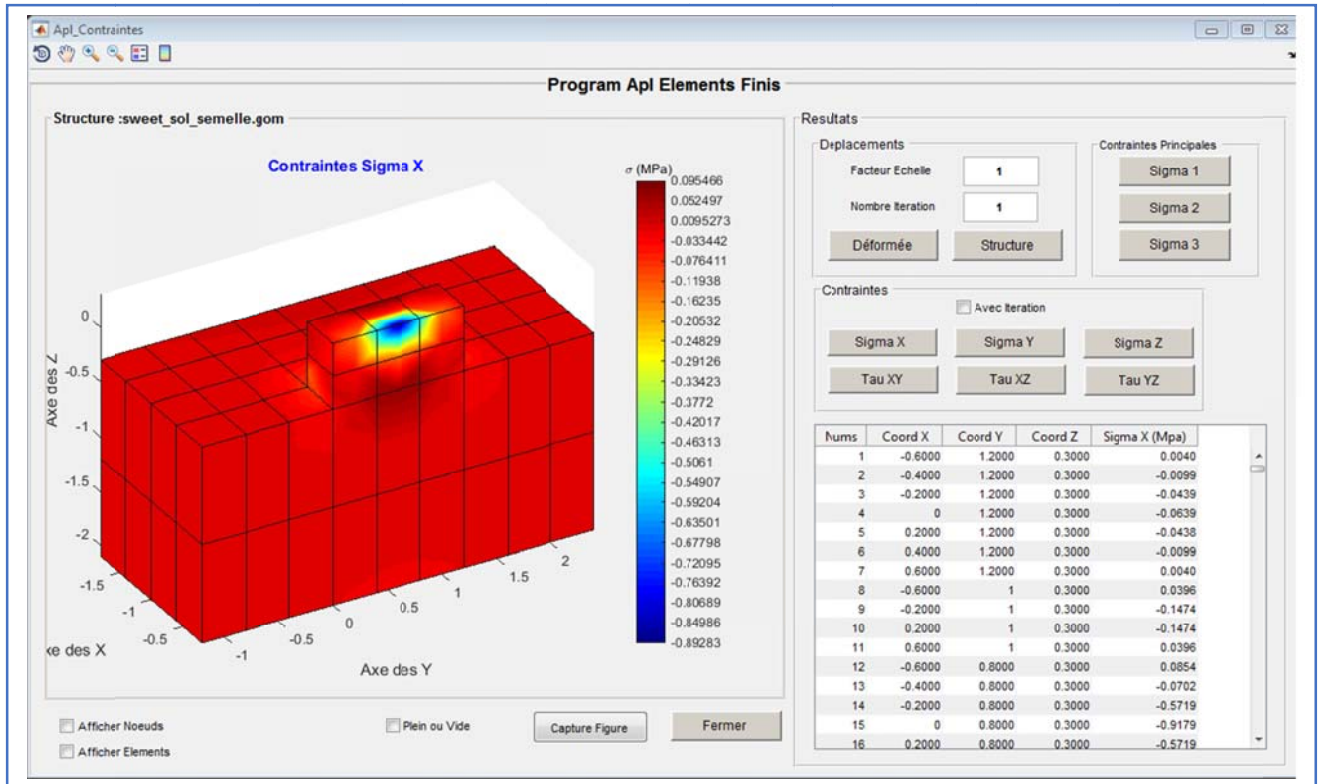 Apl_Contraintes
Program Apl Elements Finis
Structure :sweet_sol_semelle.gom
Contraintes Sigma X
σ (MPa)
0.095466
0.052497
0.0095273
-0.033442
-0.076411
-0.11938
-0.16235
-0.20532
-0.24829
-0.29126
-0.33423
-0.3772
-0.42017
-0.46313
-0.5061
-0.54907
-0.59204
-0.63501
-0.67798
-0.72095
-0.76392
-0.80689
-0.84986
-0.89283
Axe des Z
0
-0.5
-1
-1.5
-2
-1.5
-1
-0.5
xe des X
-1
-0.5
0
0.5
1
1.5
2
Axe des Y
Afficher Noeuds
Afficher Elements
Plein ou Vide
Capture Figure
Fermer
Resultats
Deplacements
Facteur Echelle 1
Nombre Iteration 1
Déformée Structure
Contraintes Principales
Sigma 1
Sigma 2
Sigma 3
Contraintes
Avec Iteration
Sigma X Sigma Y Sigma Z
Tau XY Tau XZ Tau YZ
Nums Coord X Coord Y Coord Z Sigma X (Mpa)
1 -0.6000 1.2000 0.3000 0.0040
2 -0.4000 1.2000 0.3000 -0.0099
3 -0.2000 1.2000 0.3000 -0.0439
4 0 1.2000 0.3000 -0.0639
5 0.2000 1.2000 0.3000 -0.0438
6 0.4000 1.2000 0.3000 -0.0099
7 0.6000 1.2000 0.3000 0.0040
8 -0.6000 1 0.3000 0.0396
9 -0.2000 1 0.3000 -0.1474
10 0.2000 1 0.3000 -0.1474
11 0.6000 1 0.3000 0.0396
12 -0.6000 0.8000 0.3000 0.0854
13 -0.4000 0.8000 0.3000 -0.0702
14 -0.2000 0.8000 0.3000 -0.5719
15 0 0.8000 0.3000 -0.9179
16 0.2000 0.8000 0.3000 -0.5719